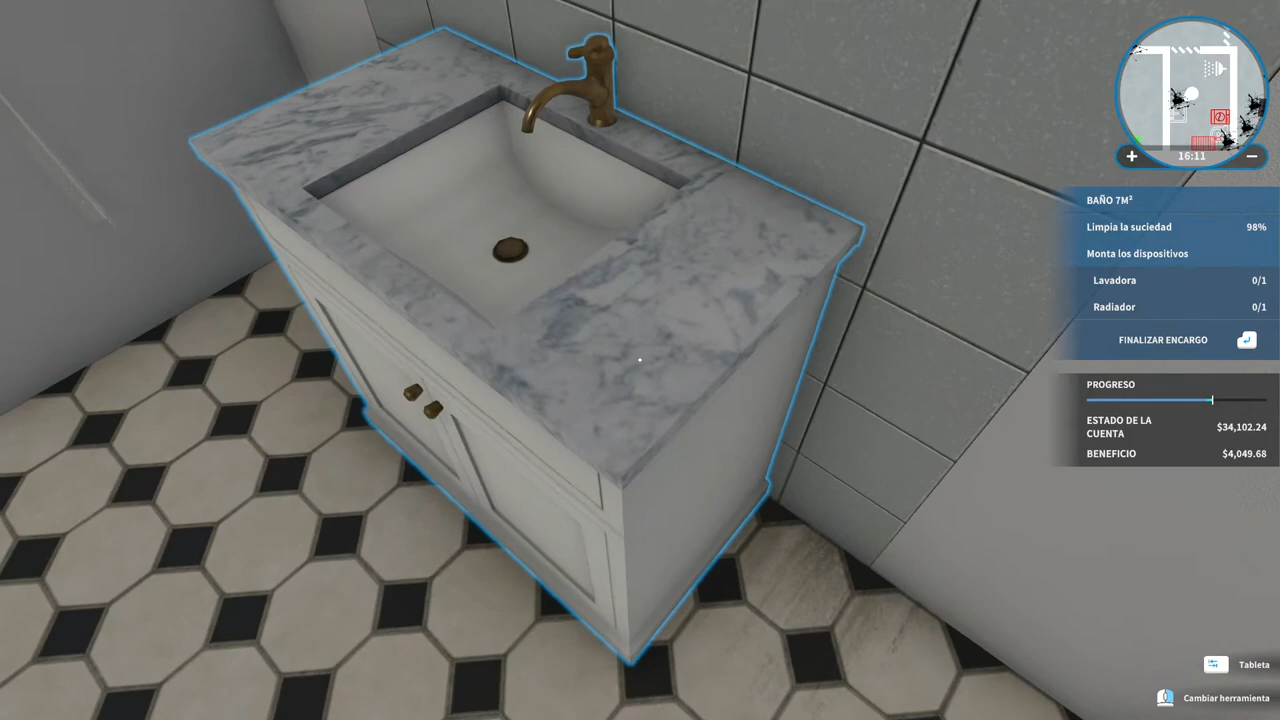 16:11
BAÑO 7M²
Limpia la suciedad 98%
Monta los dispositivos
Lavadora 0/1
Radiador 0/1
FINALIZAR ENCARGO
PROGRESO
ESTADO DE LA
CUENTA $34,102.24
BENEFICIO $4,049.68
Tableta
Cambiar herramienta